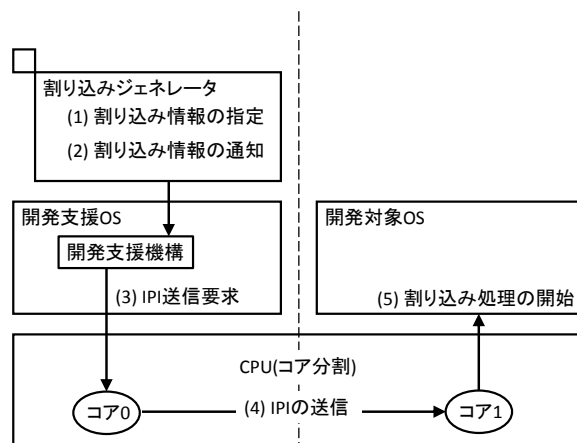 割り込みジェネレータ
(1) 割り込み情報の指定
(2) 割り込み情報の通知
開発支援OS
開発支援機構
(3) IPI送信要求
開発対象OS
(5) 割り込み処理の開始
CPU(コア分割)
コア0
(4) IPIの送信
コア1